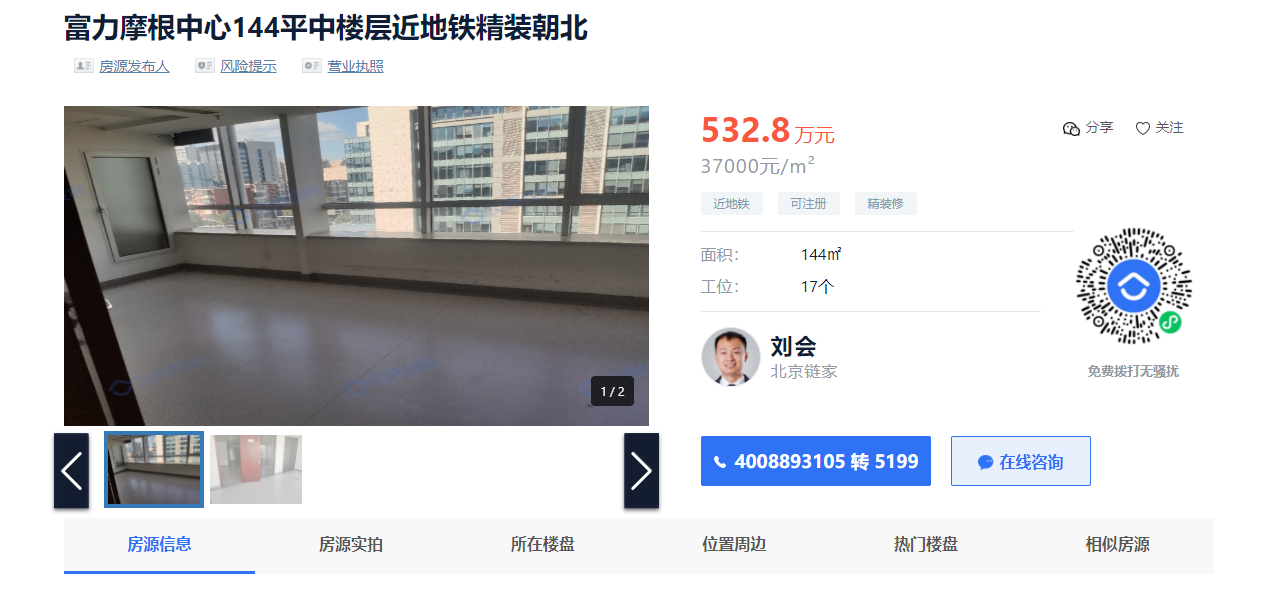 富力摩根中心144平中楼层近地铁精装朝北
房源发布人 风险提示 营业执照
532.8万元
分享 关注
37000元/m²
近地铁 可注册 精装修
面积: 144㎡
工位: 17个
刘会
北京链家
免费拨打无骚扰
1 / 2
4008893105 转 5199
在线咨询
房源信息 房源实拍 所在楼盘 位置周边 热门楼盘 相似房源